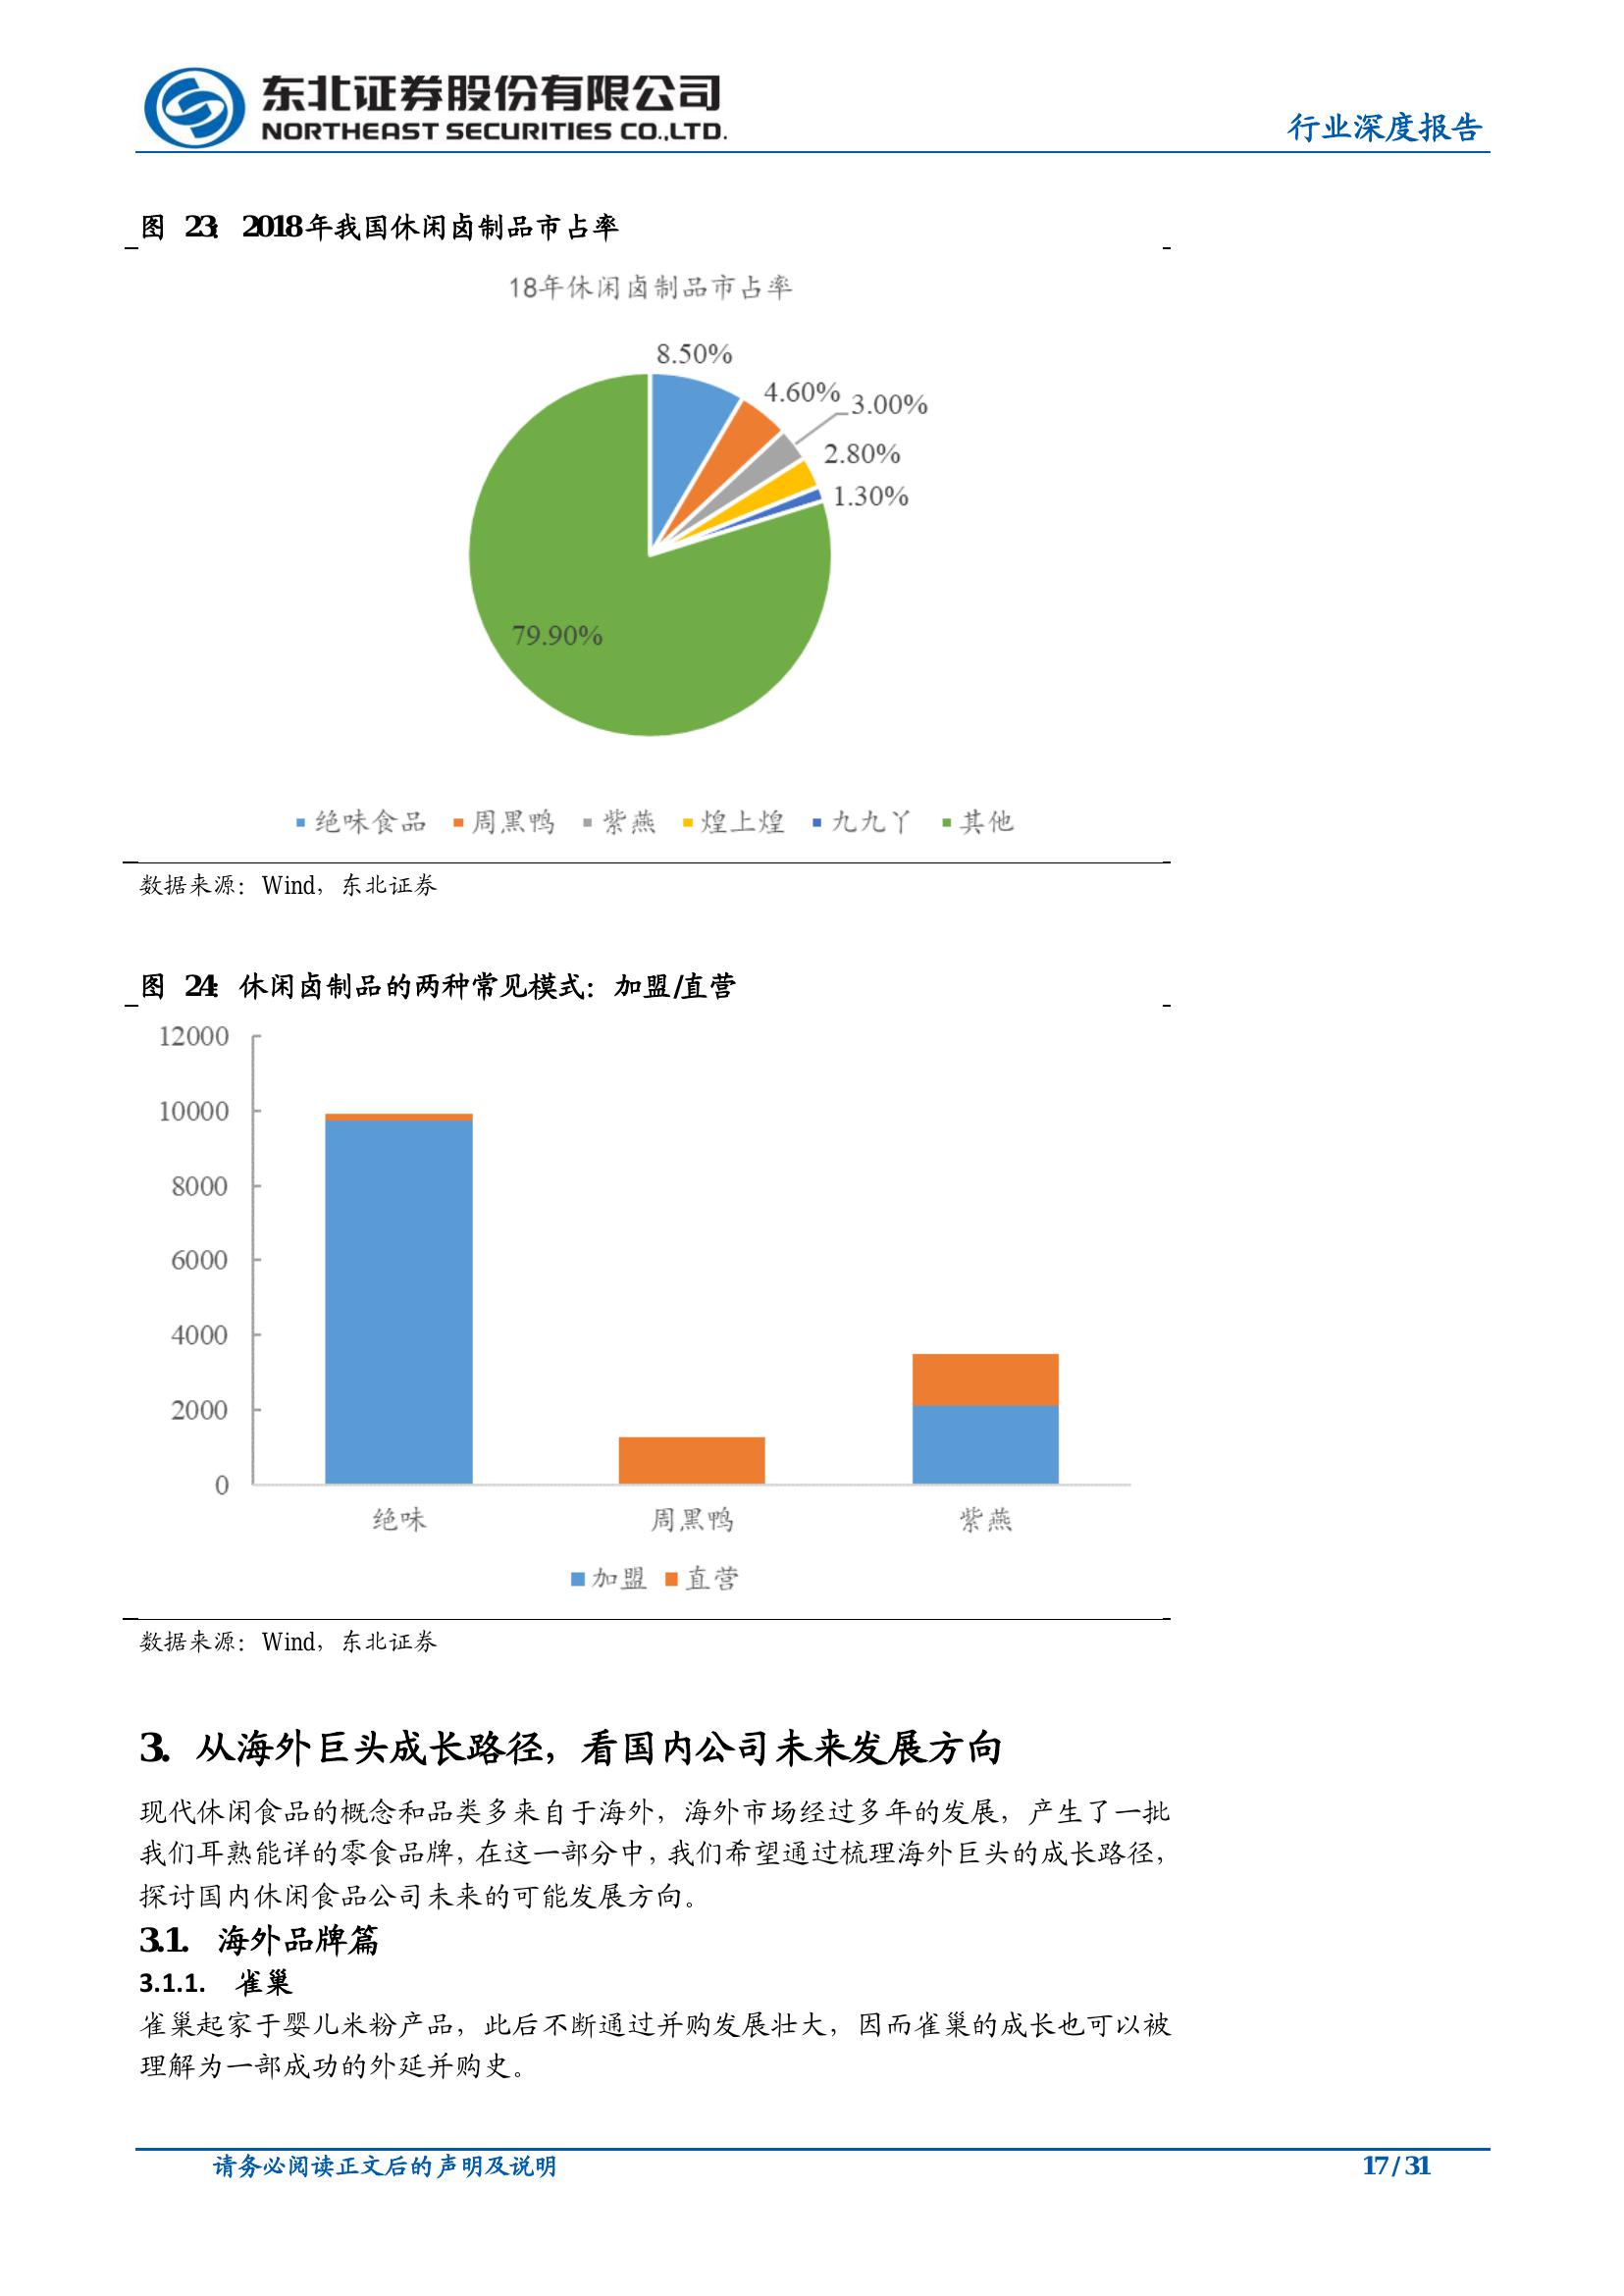 东北证券股份有限公司
NORTHEAST SECURITIES CO.,LTD.
行业深度报告
图 23: 2018年我国休闲卤制品市占率
18年休闲卤制品市占率
8.50%
4.60%
3.00%
2.80%
1.30%
79.90%
绝味食品 周黑鸭 紫燕 煌上煌 九九丫 其他
数据来源：Wind，东北证券
图 24: 休闲卤制品的两种常见模式：加盟/直营
12000
10000
8000
6000
4000
2000
0
绝味 周黑鸭 紫燕
加盟 直营
数据来源：Wind，东北证券
3. 从海外巨头成长路径，看国内公司未来发展方向
现代休闲食品的概念和品类多来自于海外，海外市场经过多年的发展，产生了一批
我们耳熟能详的零食品牌，在这一部分中，我们希望通过梳理海外巨头的成长路径，
探讨国内休闲食品公司未来的可能发展方向。
3.1. 海外品牌篇
3.1.1. 雀巢
雀巢起家于婴儿米粉产品，此后不断通过并购发展壮大，因而雀巢的成长也可以被
理解为一部成功的外延并购史。
请务必阅读正文后的声明及说明
17 / 31